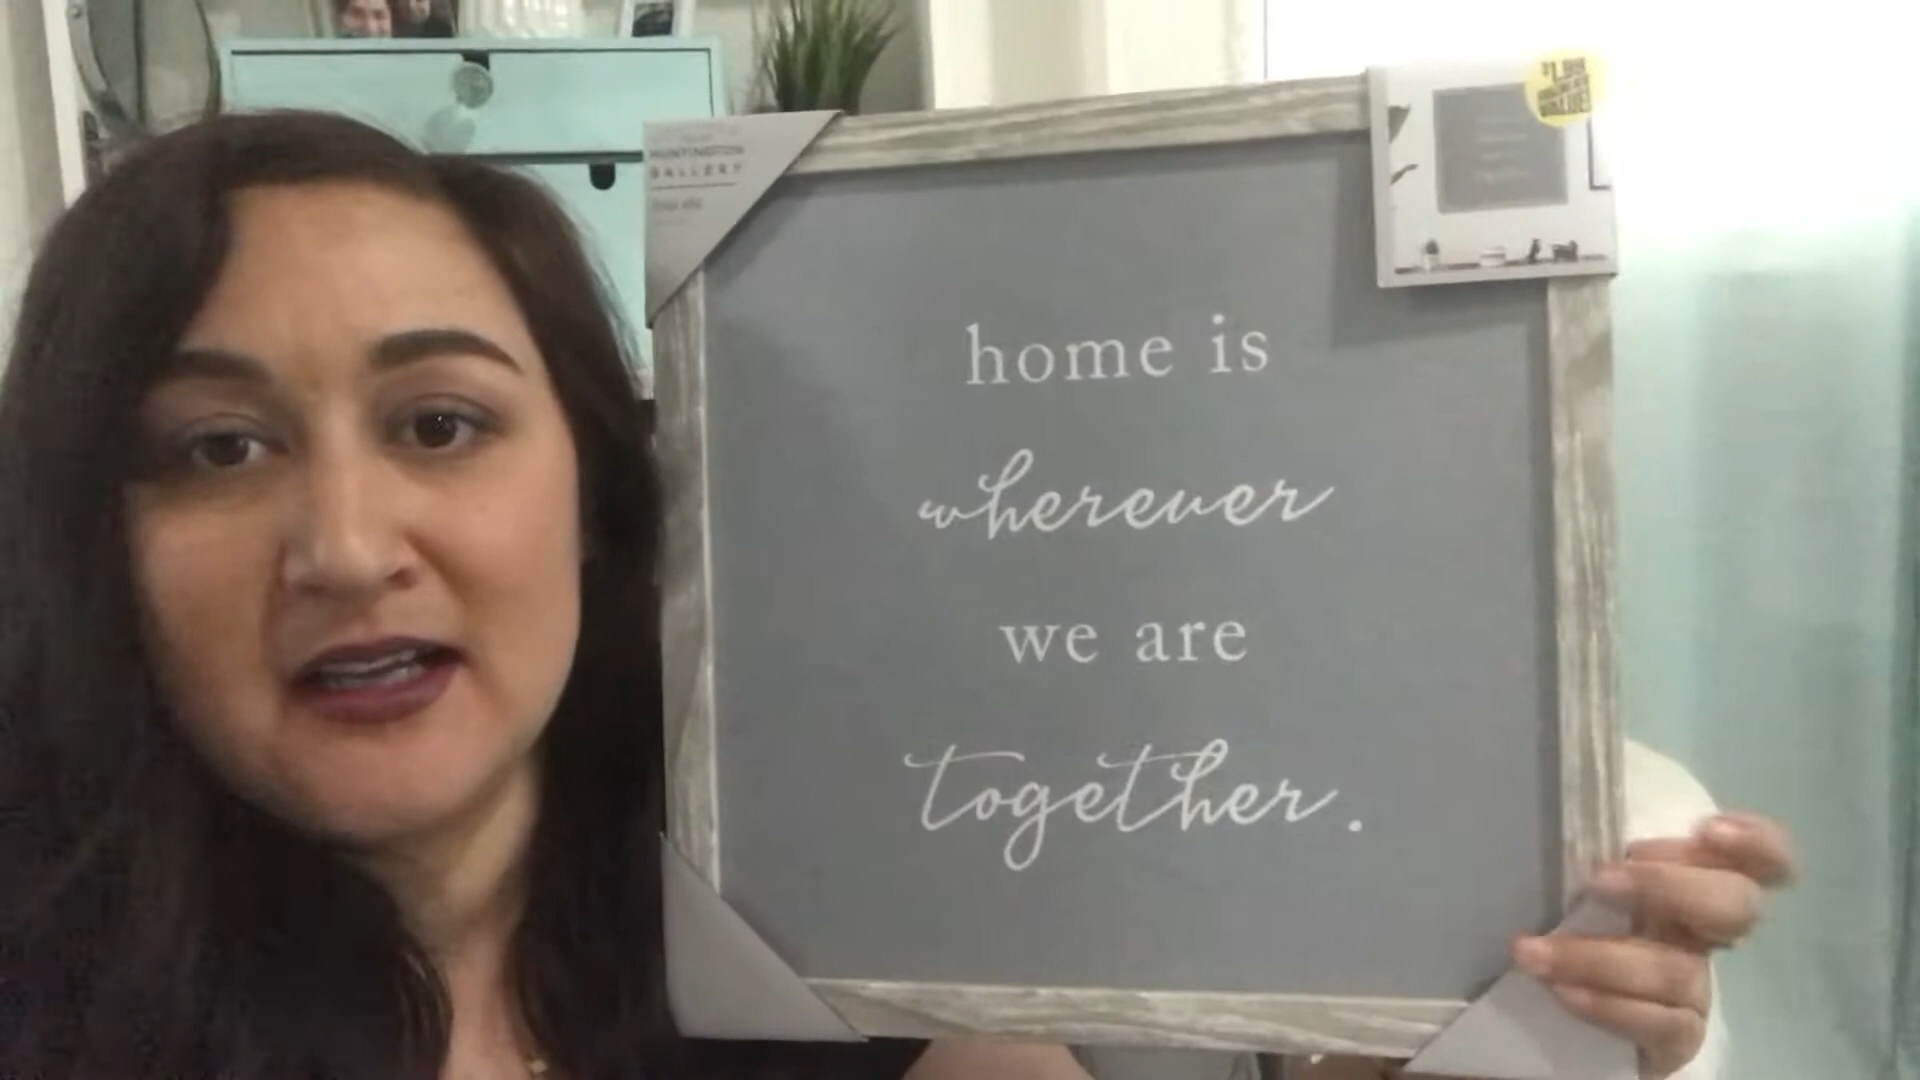 HUNTINGTON
GALLERY
home is
wherever
we are
together.